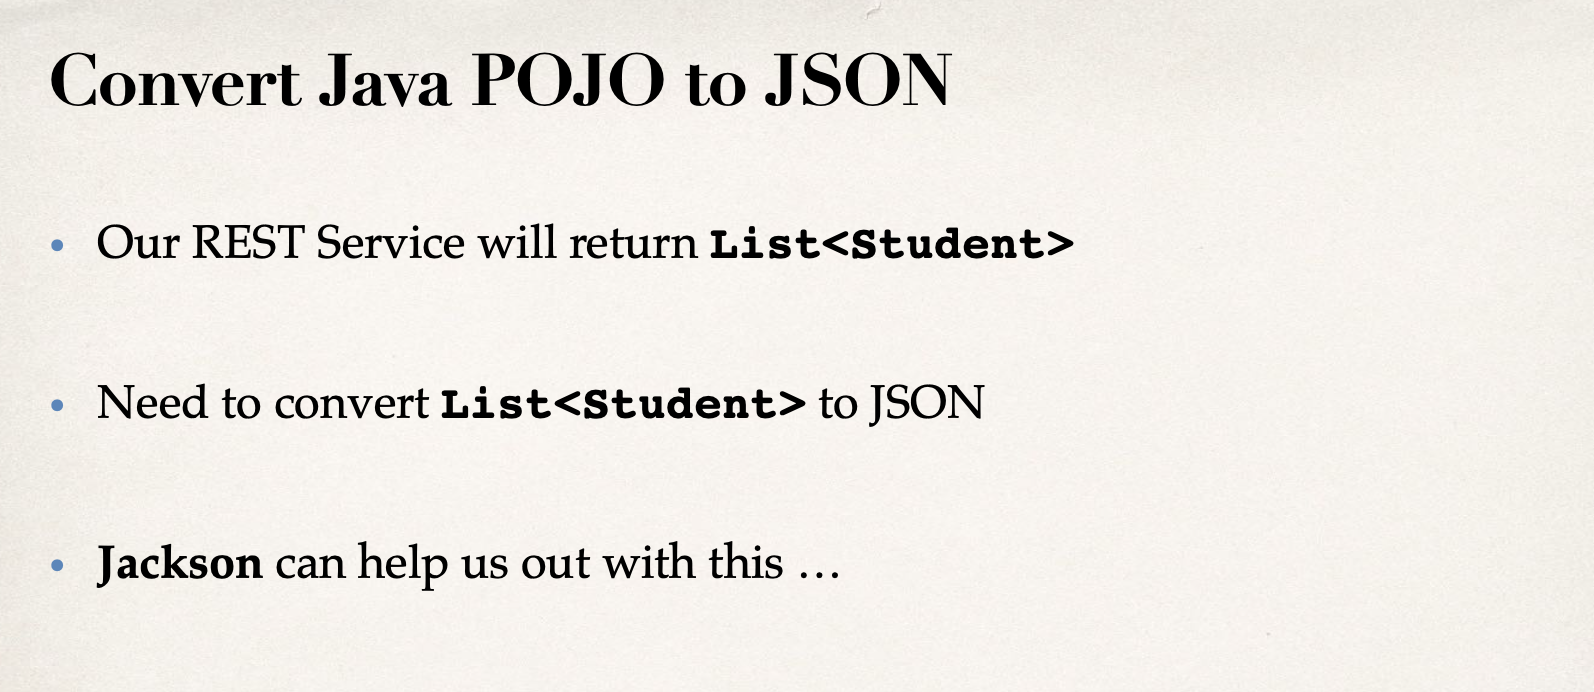 Convert Java POJO to JSON
• Our REST Service will return List<Student>
• Need to convert List<Student> to JSON
• Jackson can help us out with this …